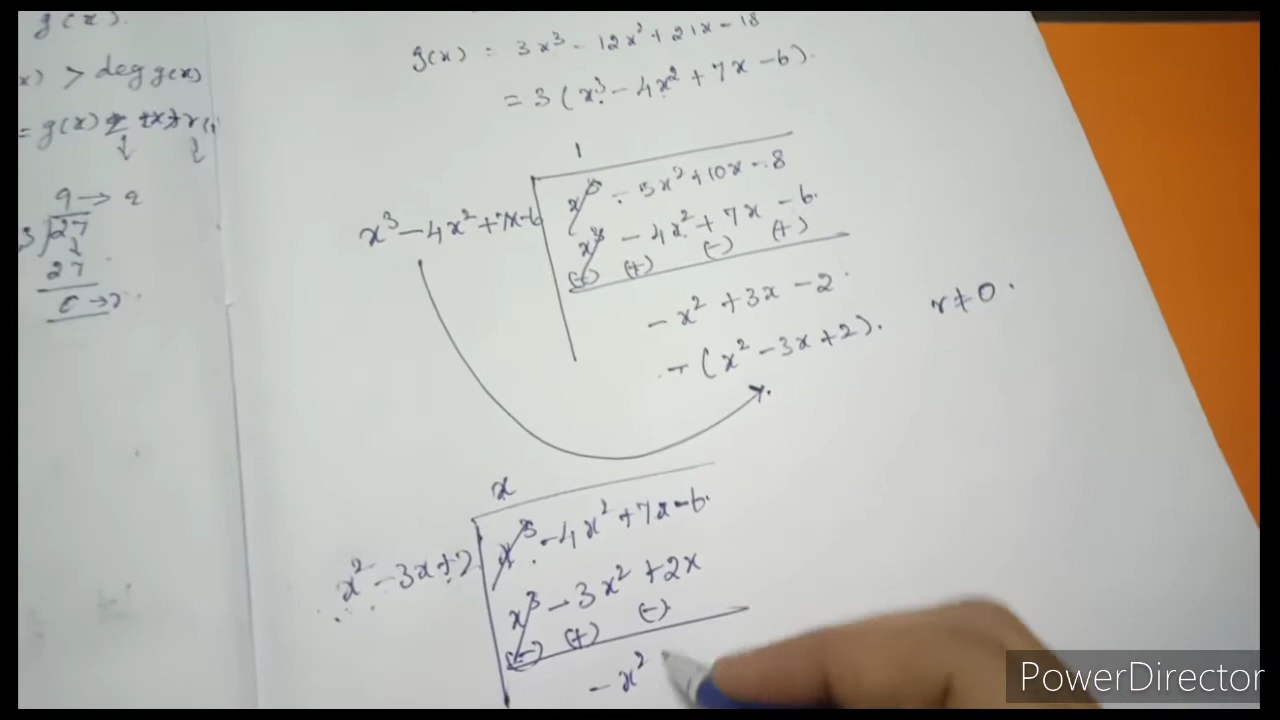 g(x).
x) > deg g(x)
= g(x)
9 → 2
3 27
27
0 → r
g(x) = 3x³ - 12x² + 21x - 18
= 3(x³ - 4x² + 7x - 6).
1
x³ - 4x² + 7x - 6 x³ - 5x² + 10x - 8
x³ - 4x² + 7x - 6.
(-) (+) (-) (+)
- x² + 3x - 2.
- (x² - 3x + 2). r ≠ 0.
x
x² - 3x + 2 x³ - 4x² + 7x - 6.
x³ - 3x² + 2x
(-) (+) (-)
- x²
PowerDirector